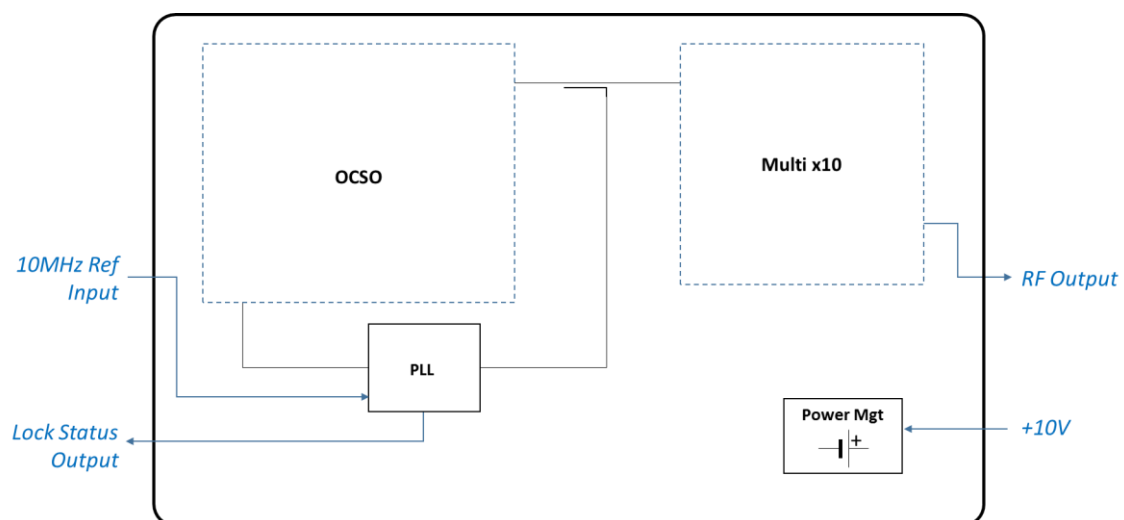 OCSO
Multi x10
10MHz Ref
Input
RF Output
PLL
Power Mgt
+
+10V
Lock Status
Output